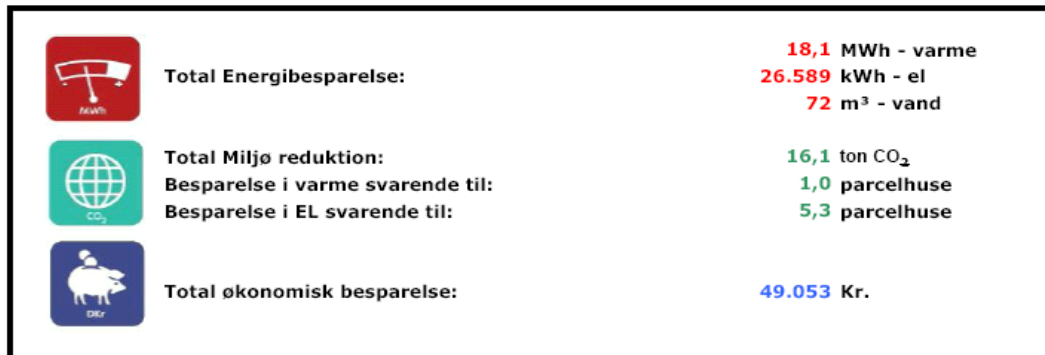 18,1 MWh - varme
MWh
Total Energibesparelse: 26.589 kWh - el
72 m³ - vand
Total Miljø reduktion: 16,1 ton CO₂
Besparelse i varme svarende til: 1,0 parcelhuse
CO₂
Besparelse i EL svarende til: 5,3 parcelhuse
Total økonomisk besparelse: 49.053 Kr.
DKr